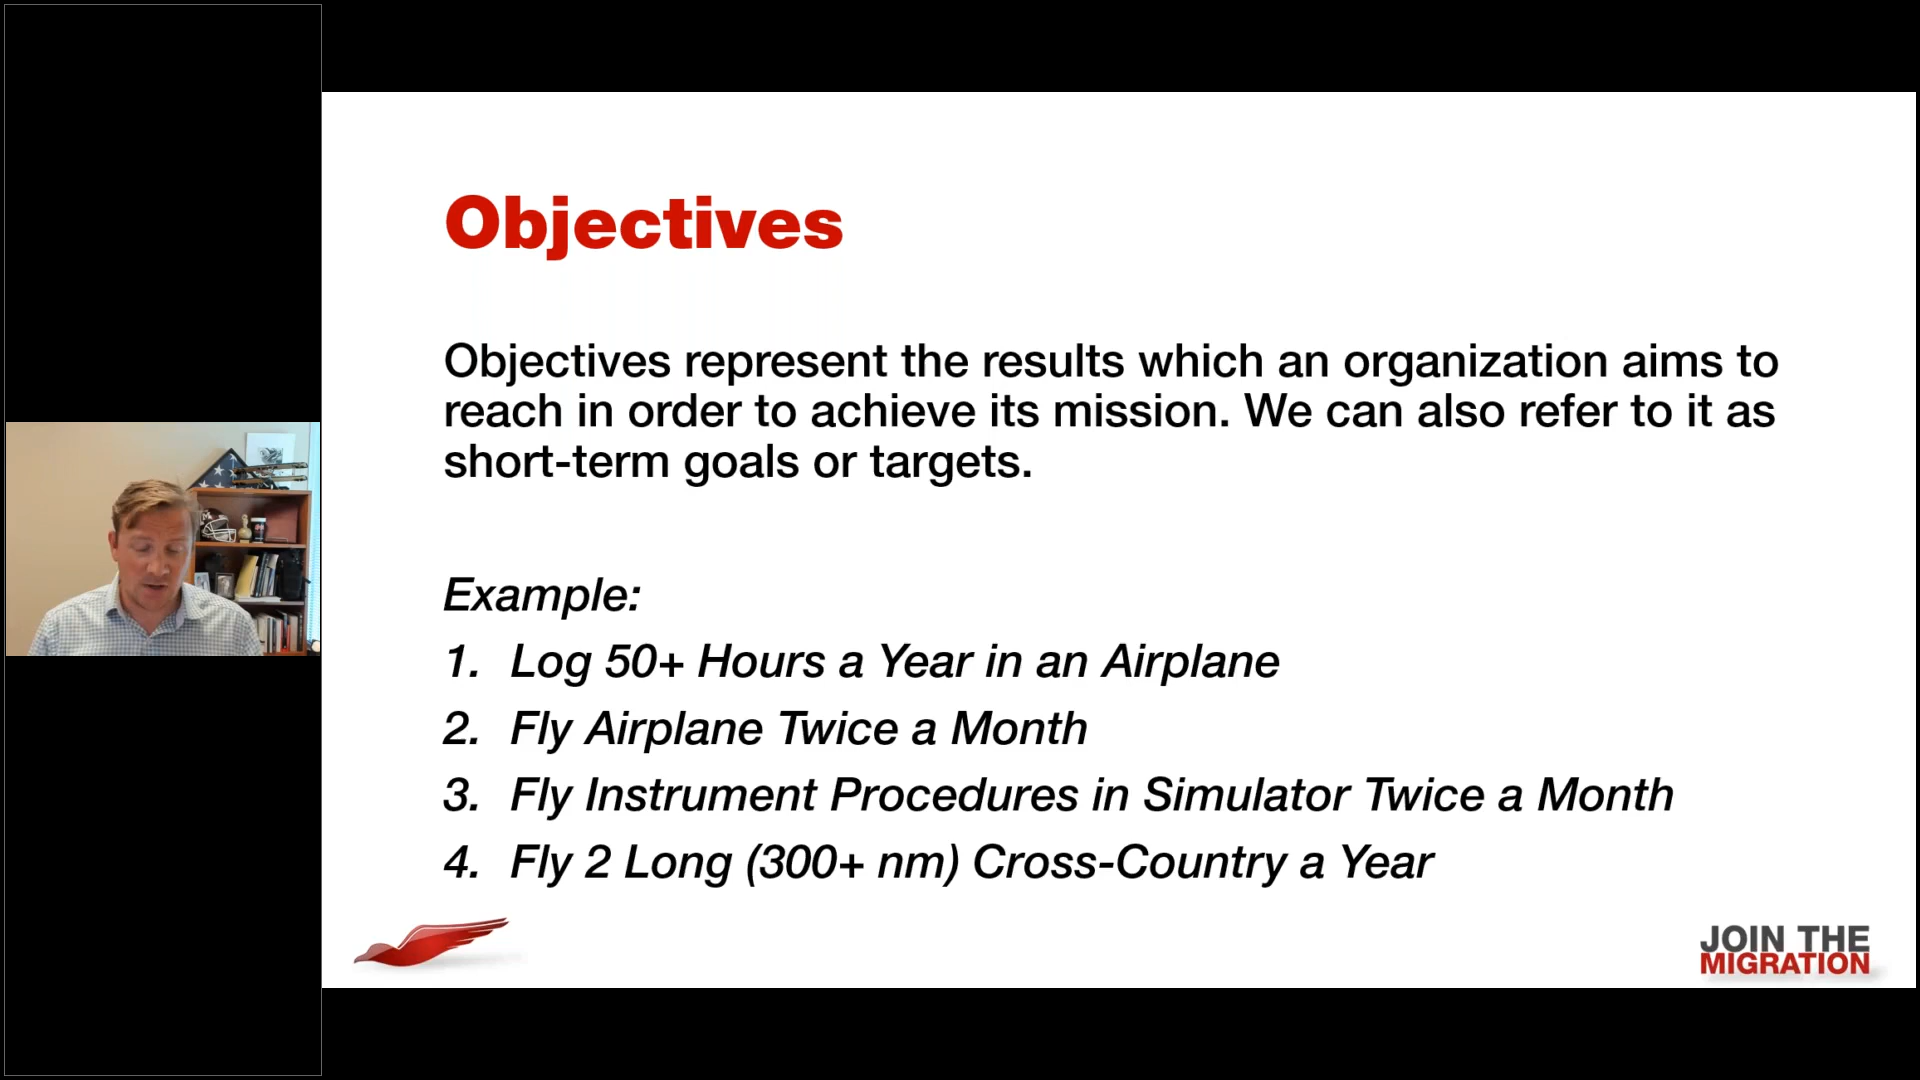 Objectives
Objectives represent the results which an organization aims to
reach in order to achieve its mission. We can also refer to it as
short-term goals or targets.
Example:
1. Log 50+ Hours a Year in an Airplane
2. Fly Airplane Twice a Month
3. Fly Instrument Procedures in Simulator Twice a Month
4. Fly 2 Long (300+ nm) Cross-Country a Year
JOIN THE
MIGRATION